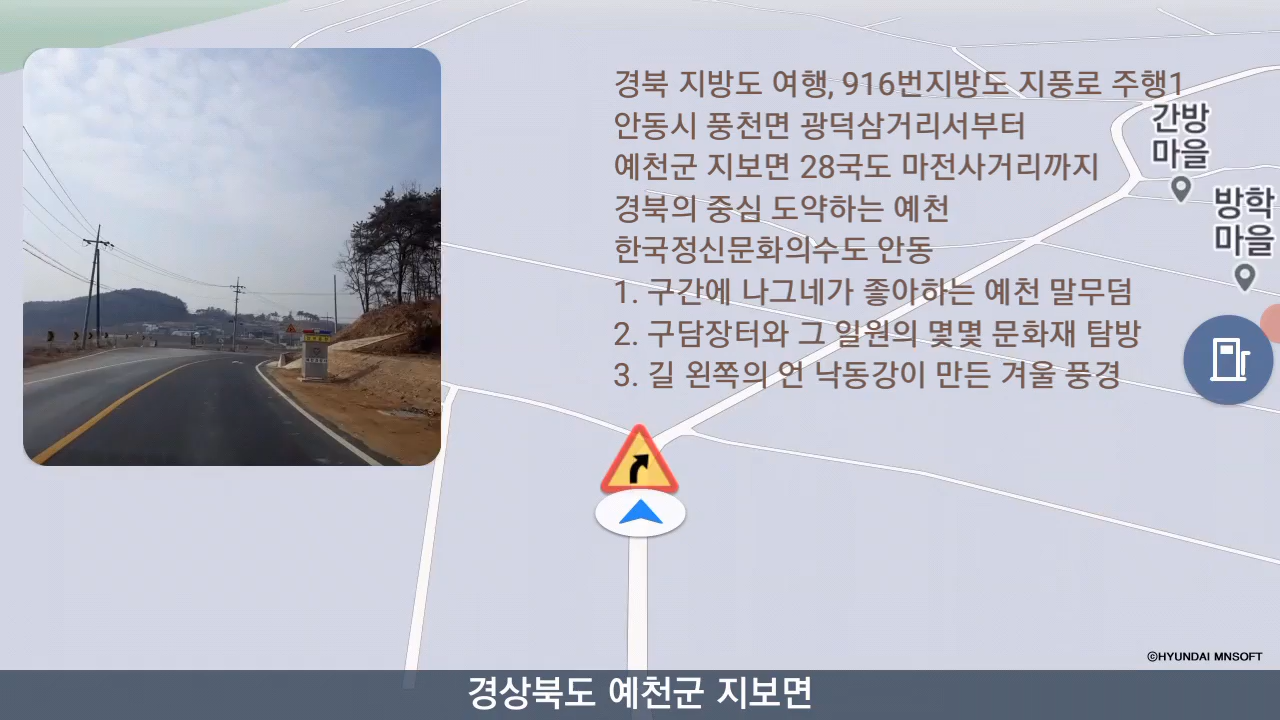 경북 지방도 여행, 916번지방도 지풍로 주행1
안동시 풍천면 광덕삼거리서부터
예천군 지보면 28국도 마전사거리까지
경북의 중심 도약하는 예천
한국정신문화의수도 안동
1. 구간에 나그네가 좋아하는 예천 말무덤
2. 구담장터와 그 일원의 몇몇 문화재 탐방
3. 길 왼쪽의 언 낙동강이 만든 겨울 풍경
간방
마을
방학
마을
©HYUNDAI MNSOFT
경상북도 예천군 지보면